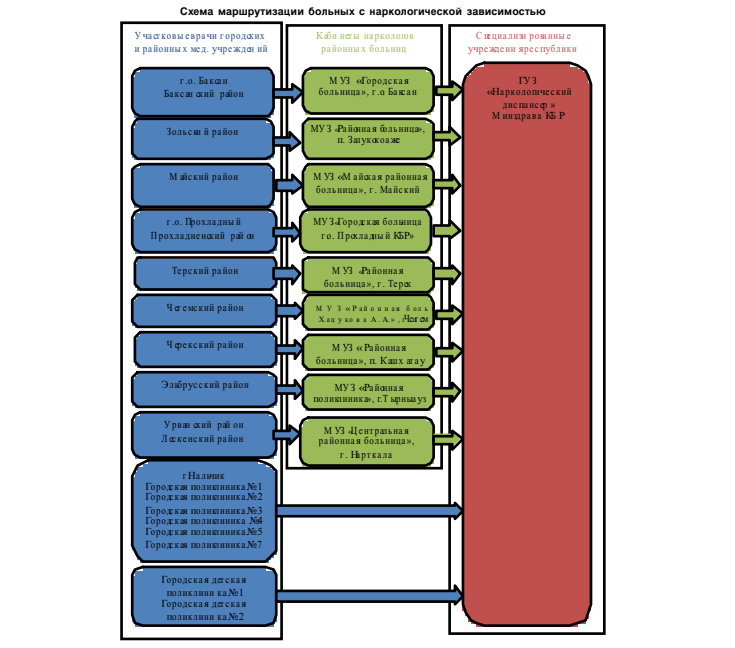 Схема маршрутизации больных с наркологической зависимостью
Участковые врачи городских
и районных мед. учреждений
г.о. Баксан
Баксанский район
Зольский район
Майский район
г.о. Прохладный
Прохладненский район
Терский район
Чегемский район
Черекский район
Эльбрусский район
Урванский район
Лескенский район
г.Нальчик
Городская поликлиника№1
Городская поликлиника№2
Городская поликлиника№3
Городская поликлиника №4
Городская поликлиника№5
Городская поликлиника№7
Городская детская
поликлиника№1
Городская детская
поликлиника№2
Кабинеты наркологов
районных больниц
МУЗ «Городская
больница», г.о Баксан
МУЗ «Районная больница»,
п. Залукокоаже
МУЗ «Майская районная
больница», г. Майский
МУЗ«Городская больница
го. Прохладный КБР»
МУЗ «Районная
больница», г. Терек
МУЗ «Районная боль
Хацукова А.А.», г.Чегем
МУЗ «Районная
больница», п. Кашхатау
МУЗ «Районная
поликлиника», г.Тырныауз
МУЗ «Центральная
районная больница»,
г. Нарткала
Специализированные
учреждения республики
ГУЗ
«Наркологический
диспансер»
Минздрава КБР